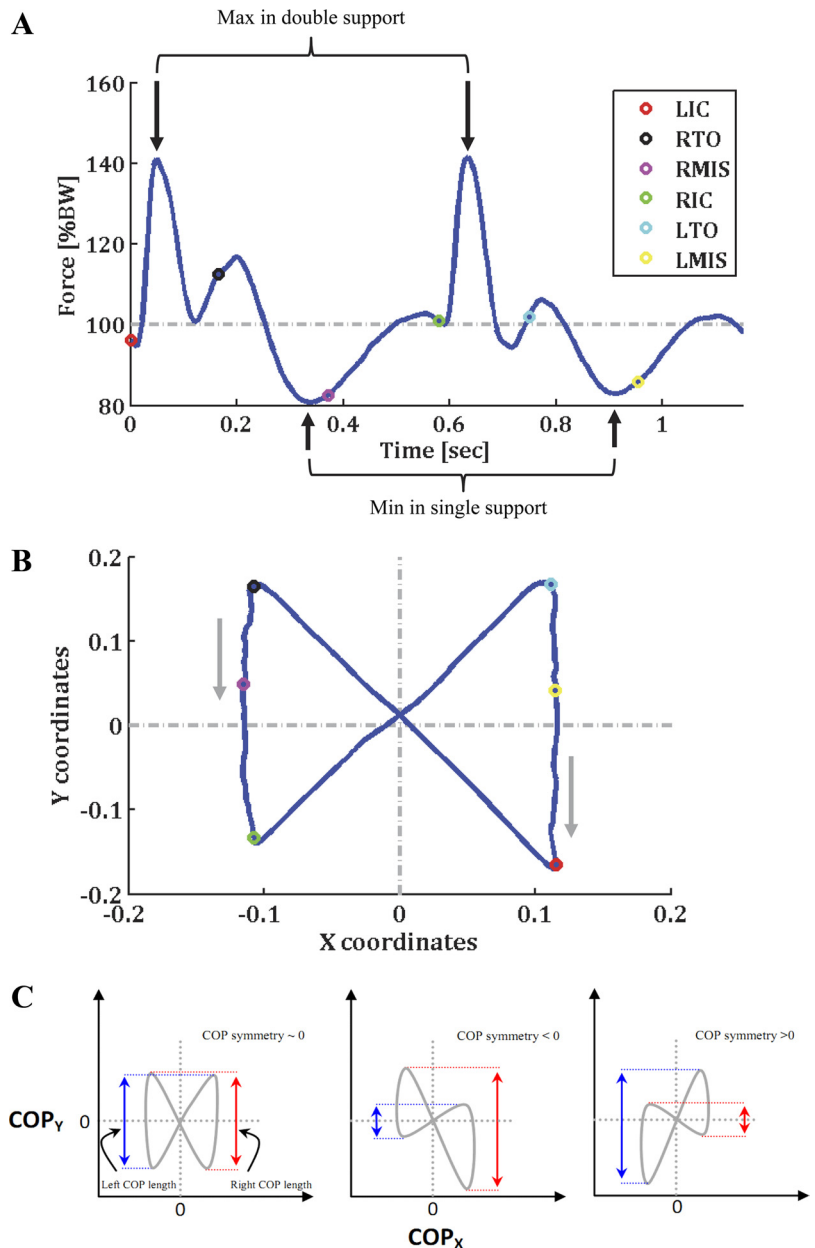 A
Max in double support
160
140
120
100
80
Force [%BW]
LIC
RTO
RMIS
RIC
LTO
LMIS
0
0.2
0.4
0.6
0.8
1
Time [sec]
Min in single support
B
0.2
0.1
0
-0.1
-0.2
Y coordinates
-0.2
-0.1
0
0.1
0.2
X coordinates
C
COP symmetry ~ 0
COP symmetry < 0
COP symmetry >0
COPY
0
Left COP length
Right COP length
0
0
0
COPX